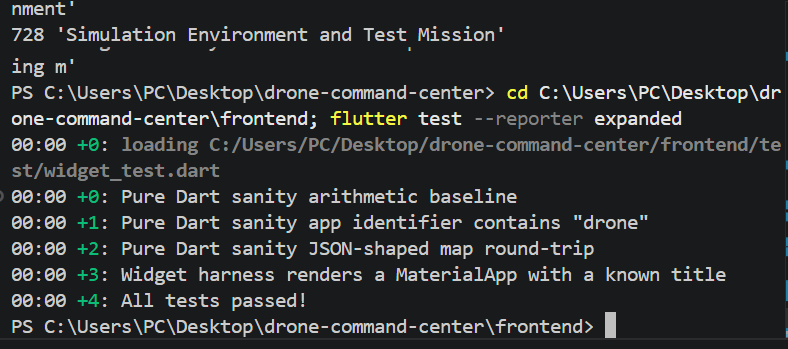 nment'
728 'Simulation Environment and Test Mission'
ing m'
PS C:\Users\PC\Desktop\drone-command-center> cd C:\Users\PC\Desktop\dr
one-command-center\frontend; flutter test --reporter expanded
00:00 +0: loading C:/Users/PC/Desktop/drone-command-center/frontend/te
st/widget_test.dart
00:00 +0: Pure Dart sanity arithmetic baseline
00:00 +1: Pure Dart sanity app identifier contains "drone"
00:00 +2: Pure Dart sanity JSON-shaped map round-trip
00:00 +3: Widget harness renders a MaterialApp with a known title
00:00 +4: All tests passed!
PS C:\Users\PC\Desktop\drone-command-center\frontend>